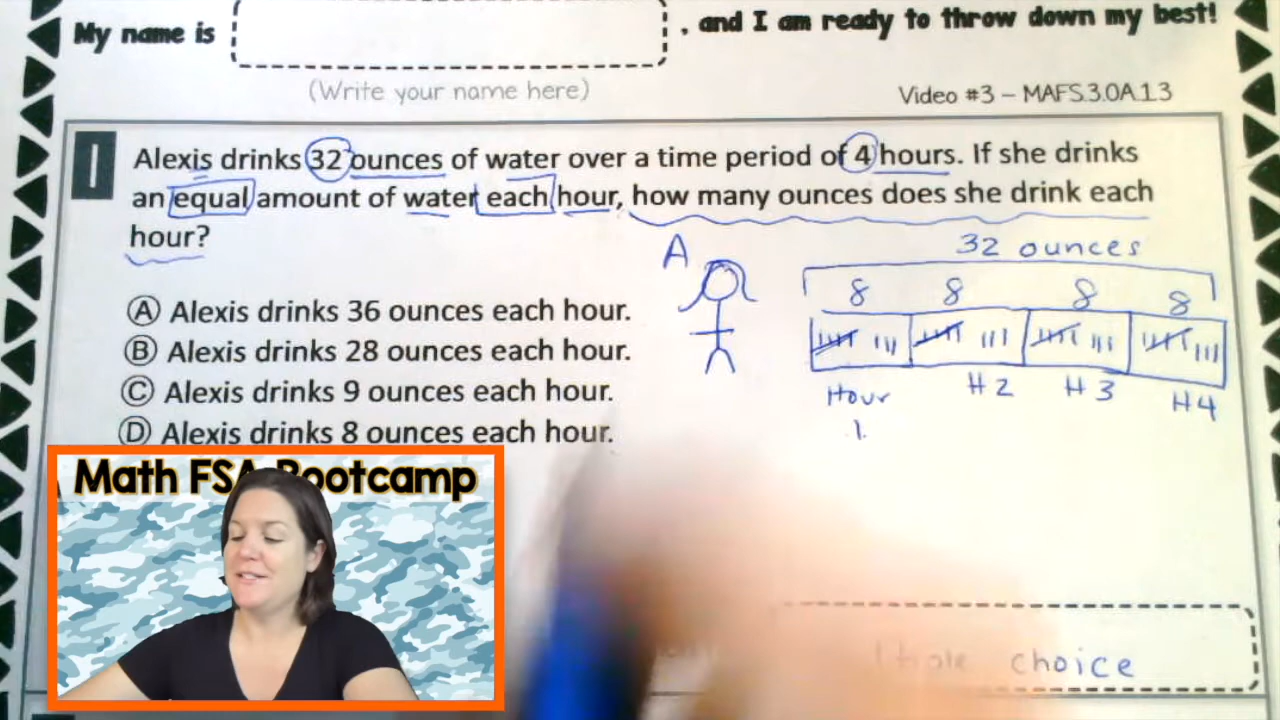 My name is , and I am ready to throw down my best!
(Write your name here)
Video #3 – MAFS.3.OA.1.3
1
Alexis drinks 32 ounces of water over a time period of 4 hours. If she drinks
an equal amount of water each hour, how many ounces does she drink each
hour?
A
32 ounces
8 8 8 8
Hour H2 H3 H4
1.
Ⓐ Alexis drinks 36 ounces each hour.
Ⓑ Alexis drinks 28 ounces each hour.
Ⓒ Alexis drinks 9 ounces each hour.
Ⓓ Alexis drinks 8 ounces each hour.
Math FSA Bootcamp
choice